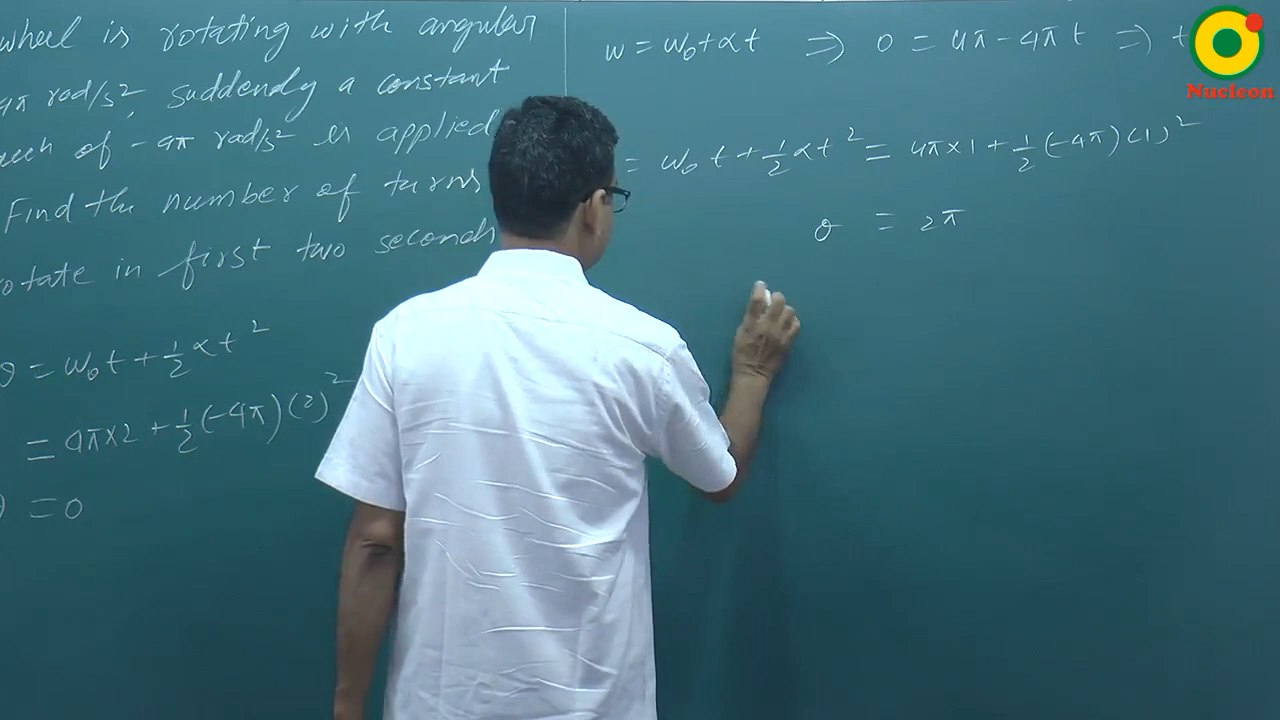 wheel is rotating with angular
4π rad/s², suddenly a constant
of -4π rad/s² is applied
Find the number of turns
rotate in first two seconds
θ = ω₀t + ½αt²
= 4π×2 + ½(-4π)(2)²
θ = 0
ω = ω₀ + αt ⇒ 0 = 4π - 4πt ⇒ t
= ω₀t + ½αt² = 4π×1 + ½(-4π)(1)²
θ = 2π
Nucleon